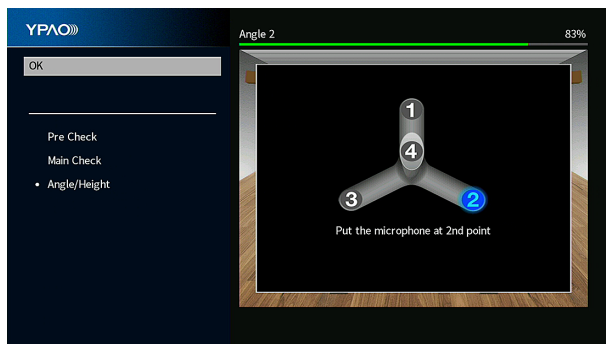 YPAO
OK
Pre Check
Main Check
• Angle/Height
Angle 2 83%
1
4
3 2
Put the microphone at 2nd point